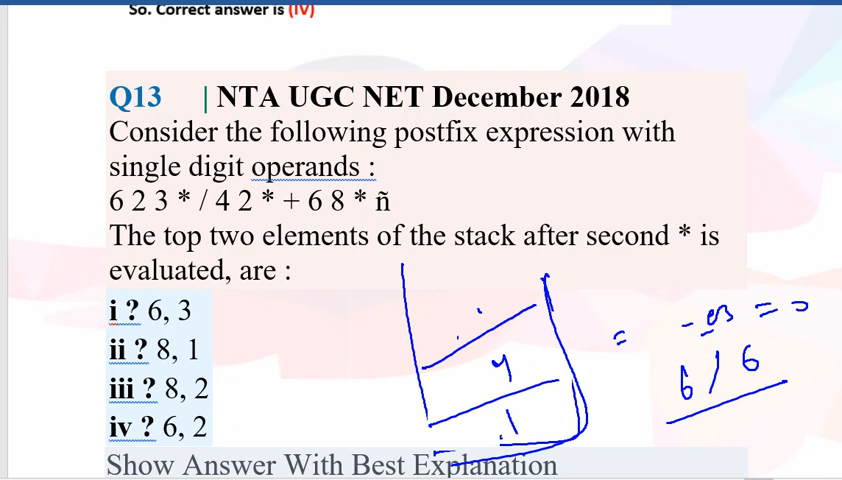 So. Correct answer is (IV)
Q13 | NTA UGC NET December 2018
Consider the following postfix expression with
single digit operands :
6 2 3 * / 4 2 * + 6 8 * ñ
The top two elements of the stack after second * is
evaluated, are :
i ? 6, 3
ii ? 8, 1
iii ? 8, 2
iv ? 6, 2
4
1
6 / 6
Show Answer With Best Explanation